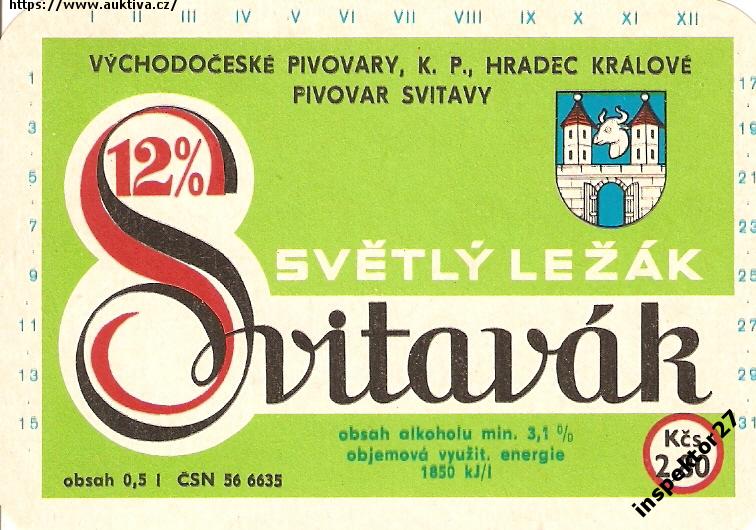 https://www.auktiva.cz/
I II III IV V VI VII VIII IX X XI XII
VÝCHODOČESKÉ PIVOVARY, K. P., HRADEC KRÁLOVÉ
PIVOVAR SVITAVY
1
3
5
7
9
11
13
15
12%
SVĚTLÝ LEŽÁK
Svitavák
17
19
21
23
25
27
29
31
obsah alkoholu min. 3,1 %
objemová využit. energie
1850 kJ/l
obsah 0,5 l ČSN 56 6635
Kčs
2.80
inspektor27